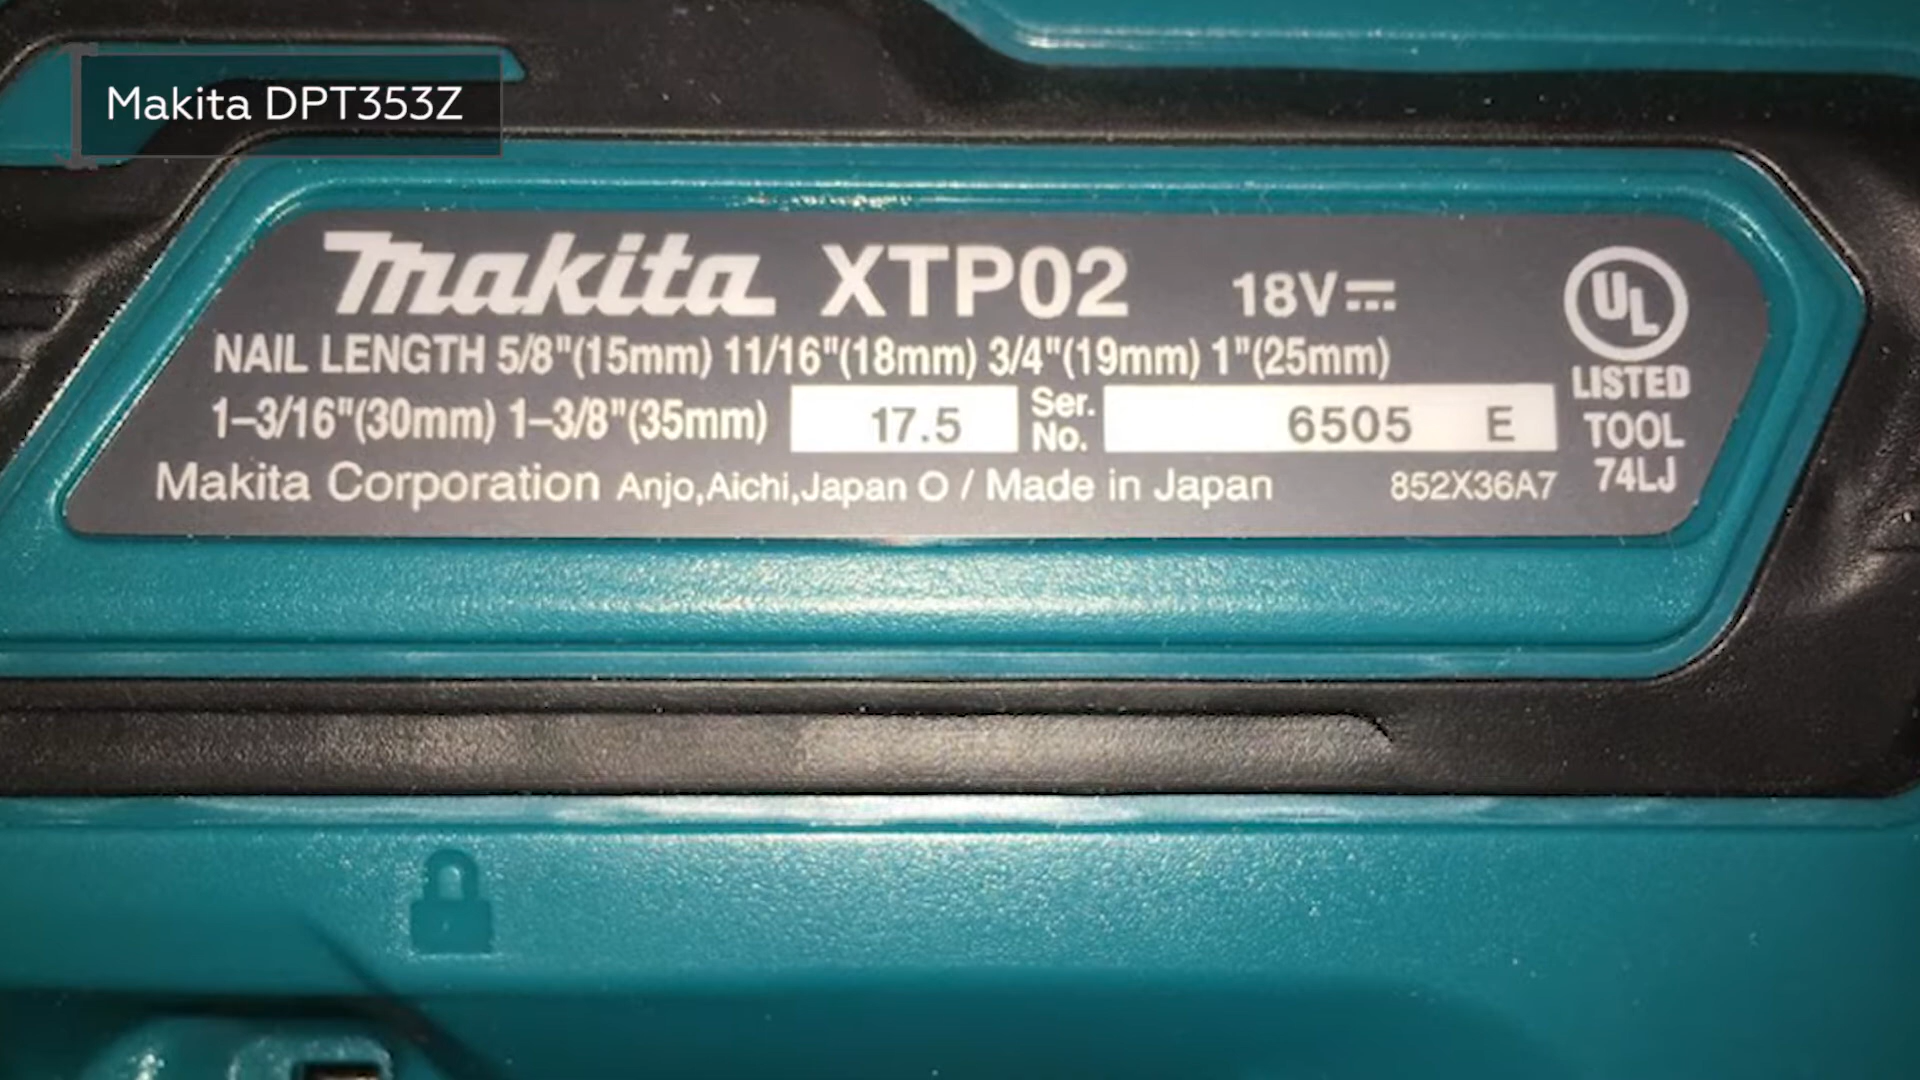 Makita DPT353Z
makita XTP02 18V
NAIL LENGTH 5/8"(15mm) 11/16"(18mm) 3/4"(19mm) 1"(25mm)
1-3/16"(30mm) 1-3/8"(35mm) 17.5 Ser. No. 6505 E
Makita Corporation Anjo,Aichi,Japan O / Made in Japan 852X36A7
UL
LISTED
TOOL
74LJ